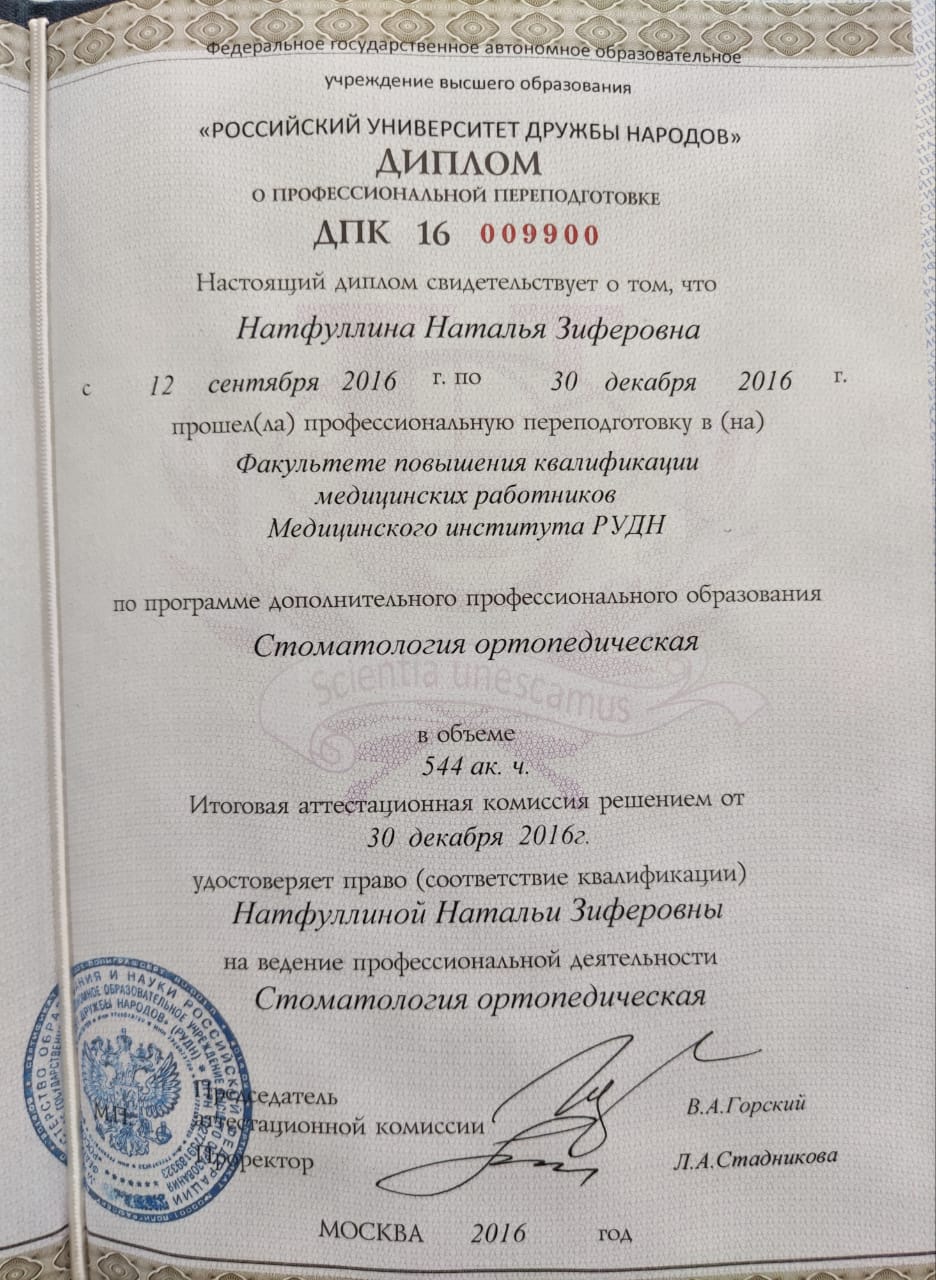 Федеральное государственное автономное образовательное
учреждение высшего образования
«РОССИЙСКИЙ УНИВЕРСИТЕТ ДРУЖБЫ НАРОДОВ»
ДИПЛОМ
О ПРОФЕССИОНАЛЬНОЙ ПЕРЕПОДГОТОВКЕ
ДПК 16 009900
Настоящий диплом свидетельствует о том, что
Натфуллина Наталья Зиферовна
с 12 сентября 2016 г. по 30 декабря 2016 г.
прошел(ла) профессиональную переподготовку в (на)
Факультете повышения квалификации
медицинских работников
Медицинского института РУДН
по программе дополнительного профессионального образования
Стоматология ортопедическая
Scientia unescamus
в объеме
544 ак. ч.
Итоговая аттестационная комиссия решением от
30 декабря 2016г.
удостоверяет право (соответствие квалификации)
Натфуллиной Натальи Зиферовны
на ведение профессиональной деятельности
Стоматология ортопедическая
Председатель
аттестационной комиссии В.А.Горский
М.П.
Проректор Л.А.Стадникова
МОСКВА 2016 год